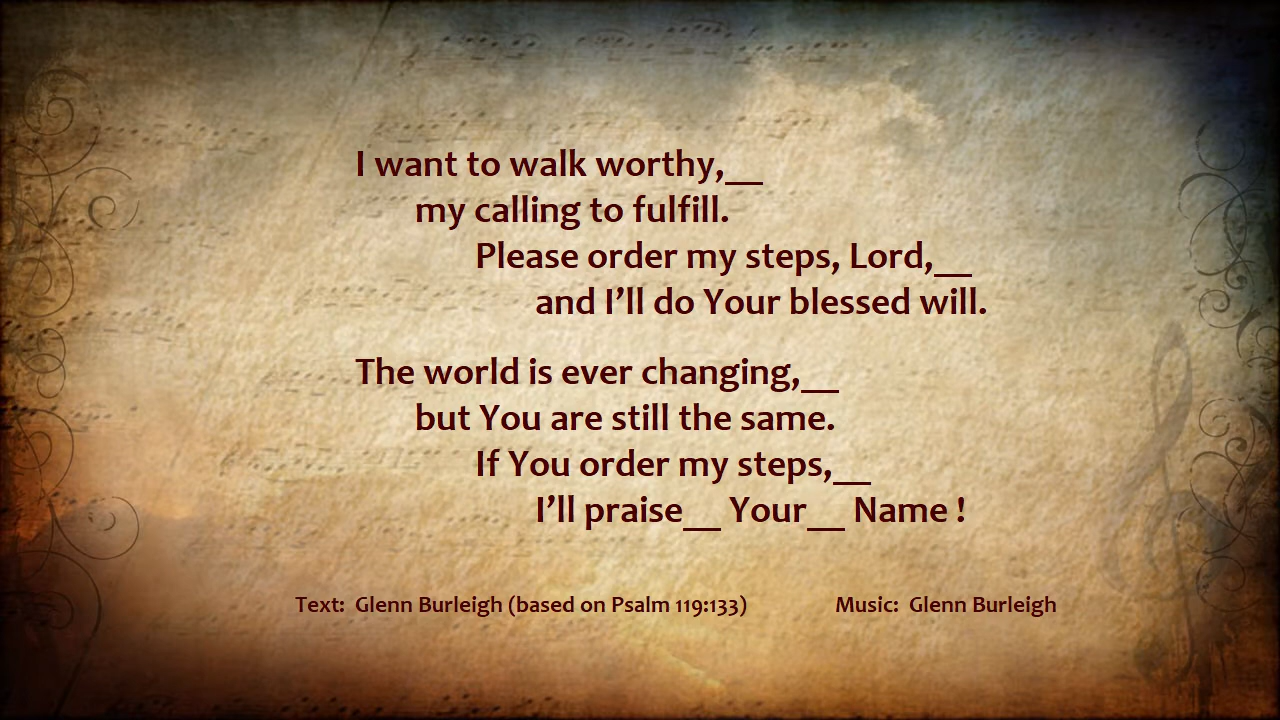 I want to walk worthy,__
my calling to fulfill.
Please order my steps, Lord,__
and I’ll do Your blessed will.
The world is ever changing,__
but You are still the same.
If You order my steps,__
I’ll praise__ Your__ Name !
Text:  Glenn Burleigh (based on Psalm 119:133)    Music:  Glenn Burleigh